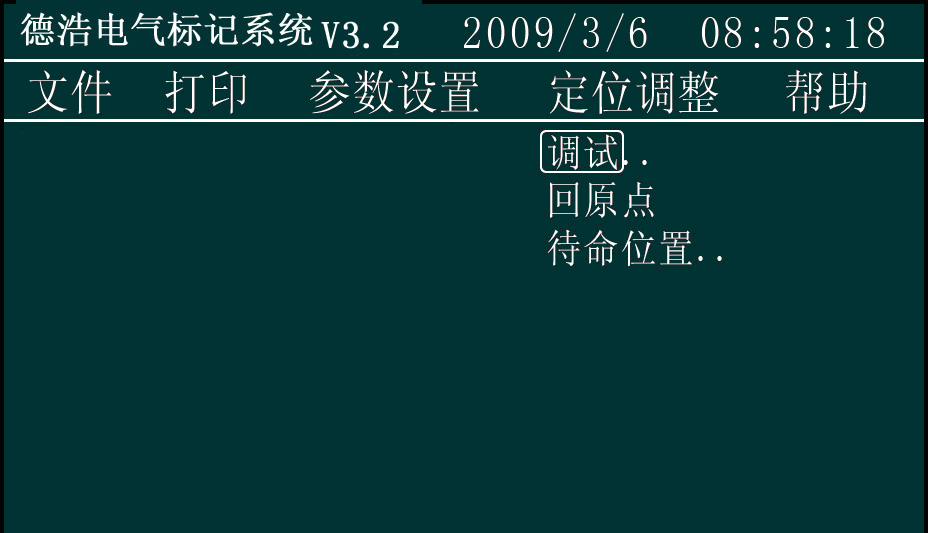 德浩电气标记系统 V3.2 2009/3/6 08:58:18
文件 打印 参数设置 定位调整 帮助
调试..
回原点
待命位置..